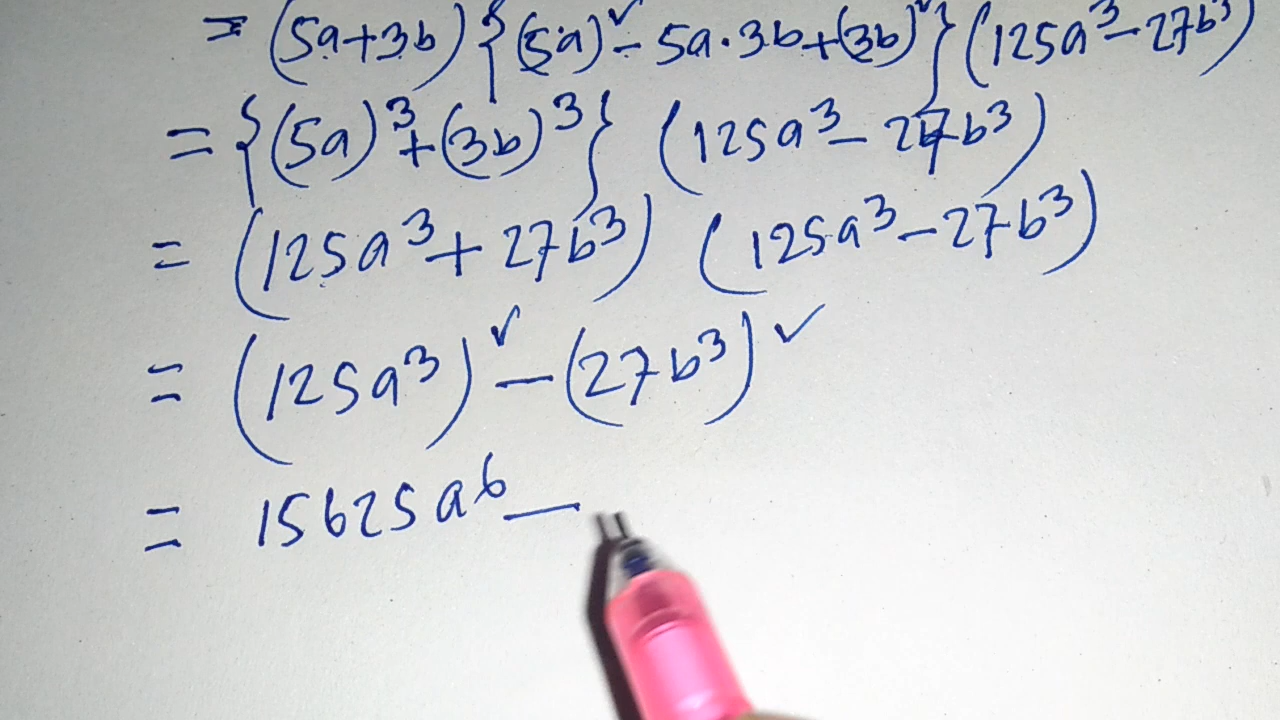 = (5a+3b) {(5a)² - 5a·3b+(3b)²} (125a³-27b³)
= {(5a)³+(3b)³} (125a³-27b³)
= (125a³+27b³) (125a³-27b³)
= (125a³)² - (27b³)²
= 15625a⁶ -